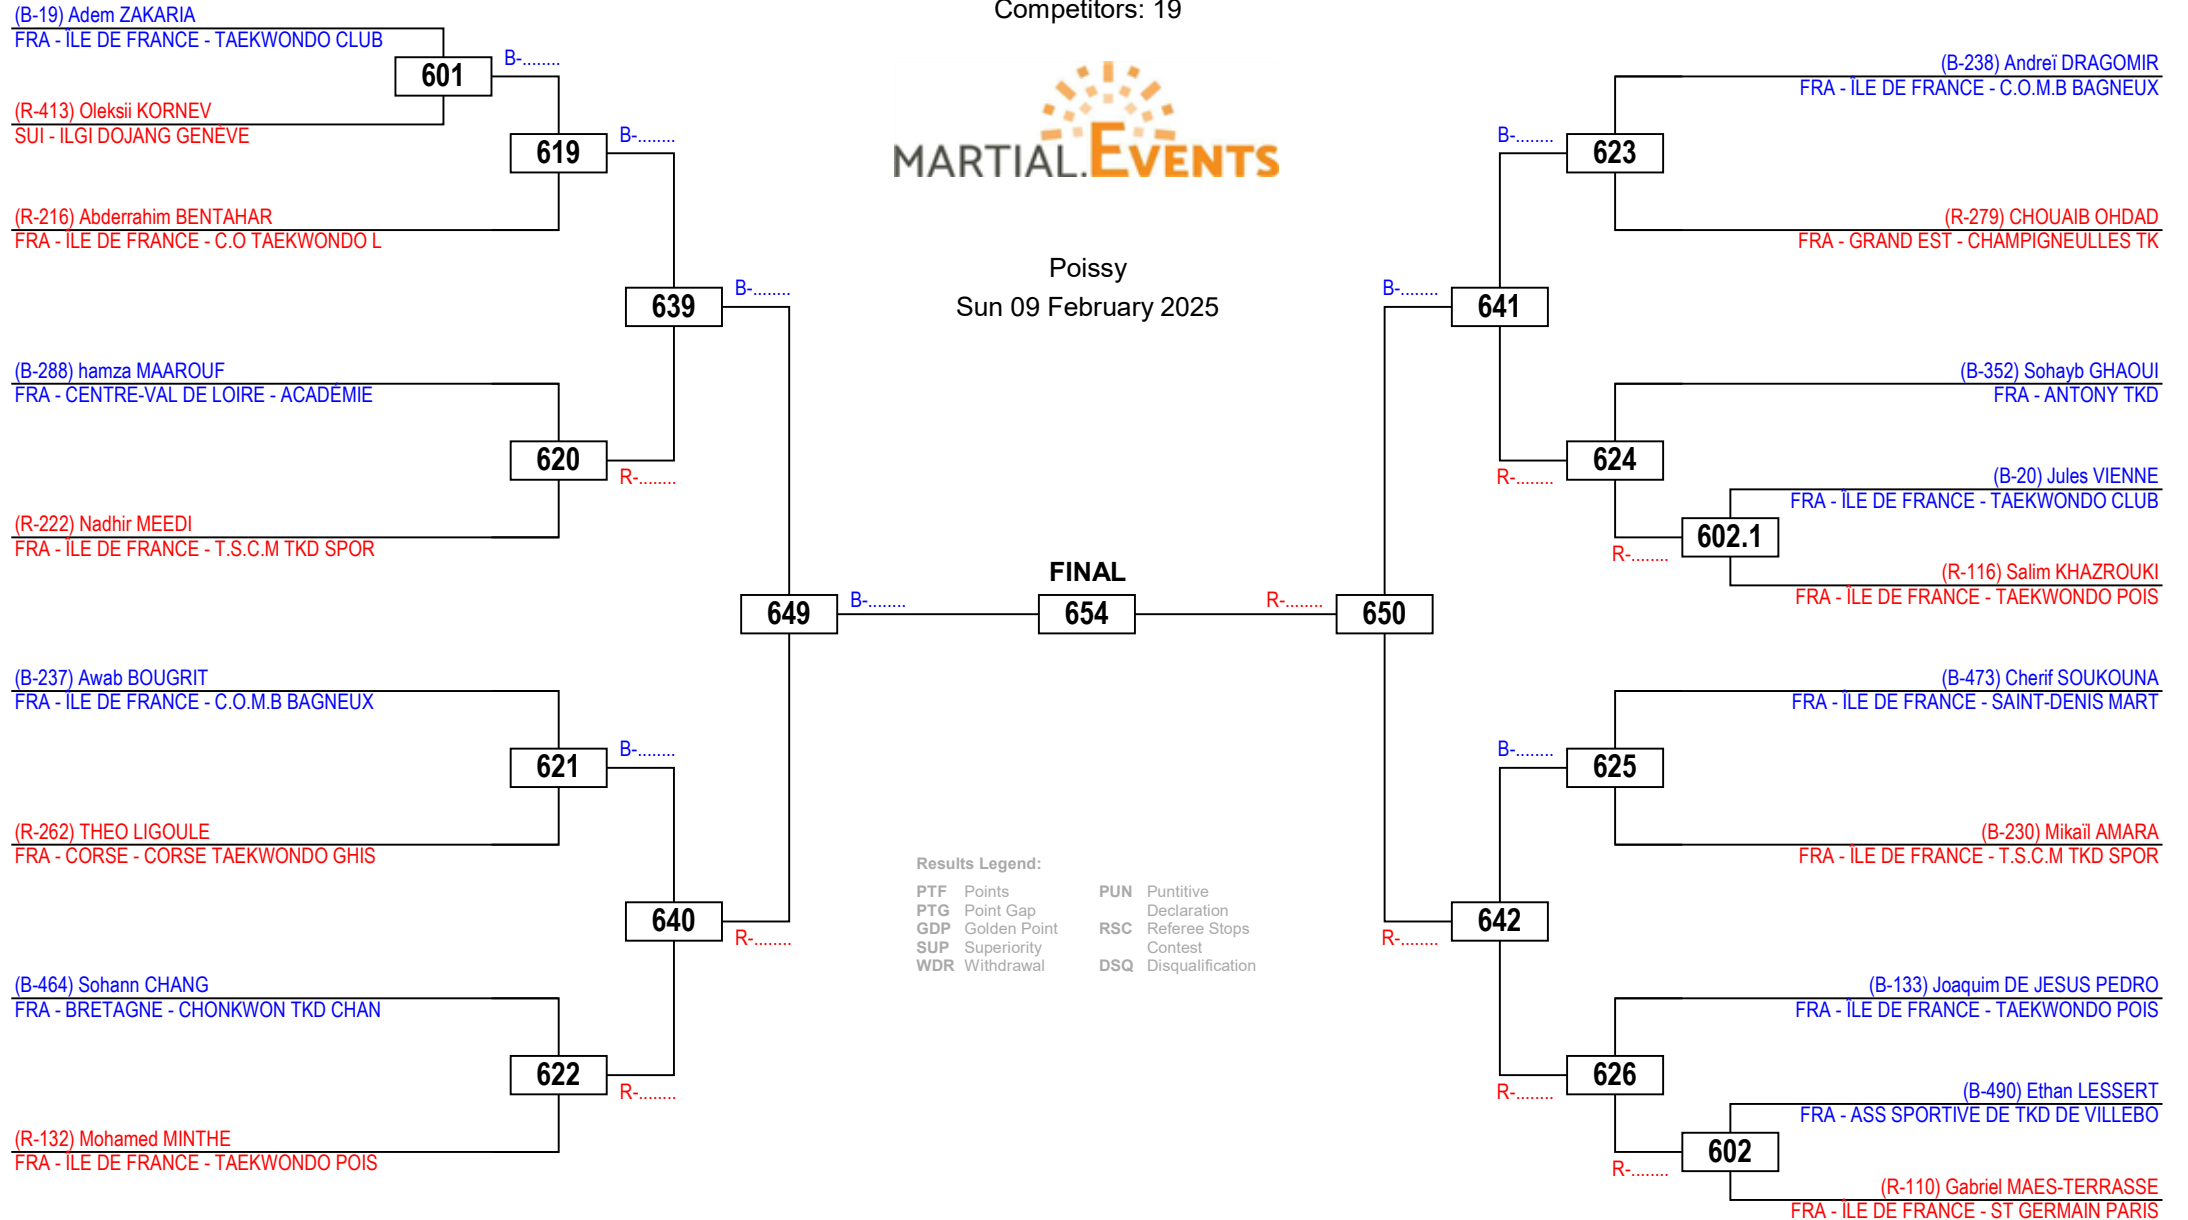 (B-19) Adem ZAKARIA
FRA - ÎLE DE FRANCE - TAEKWONDO CLUB
601
B-........
(R-413) Oleksii KORNEV
SUI - ILGI DOJANG GENÈVE
619
B-........
(R-216) Abderrahim BENTAHAR
FRA - ÎLE DE FRANCE - C.O TAEKWONDO L
639
B-........
(B-288) hamza MAAROUF
FRA - CENTRE-VAL DE LOIRE - ACADÉMIE
620
R-........
(R-222) Nadhir MEEDI
FRA - ÎLE DE FRANCE - T.S.C.M TKD SPOR
649
B-........
(B-237) Awab BOUGRIT
FRA - ÎLE DE FRANCE - C.O.M.B BAGNEUX
621
B-........
(R-262) THEO LIGOULE
FRA - CORSE - CORSE TAEKWONDO GHIS
640
R-........
(B-464) Sohann CHANG
FRA - BRETAGNE - CHONKWON TKD CHAN
622
R-........
(R-132) Mohamed MINTHE
FRA - ÎLE DE FRANCE - TAEKWONDO POIS
Competitors: 19
MARTIAL.EVENTS
Poissy
Sun 09 February 2025
FINAL
654
Results Legend:
PTF Points
PTG Point Gap
GDP Golden Point
SUP Superiority
WDR Withdrawal
PUN Puntitive
Declaration
RSC Referee Stops
Contest
DSQ Disqualification
(B-238) Andreï DRAGOMIR
FRA - ÎLE DE FRANCE - C.O.M.B BAGNEUX
B-........
623
(R-279) CHOUAIB OHDAD
FRA - GRAND EST - CHAMPIGNEULLES TK
B-........
641
(B-352) Sohayb GHAOUI
FRA - ANTONY TKD
R-........
624
(B-20) Jules VIENNE
FRA - ÎLE DE FRANCE - TAEKWONDO CLUB
R-........
602.1
(R-116) Salim KHAZROUKI
FRA - ÎLE DE FRANCE - TAEKWONDO POIS
R-........
650
(B-473) Cherif SOUKOUNA
FRA - ÎLE DE FRANCE - SAINT-DENIS MART
B-........
625
(B-230) Mikaïl AMARA
FRA - ÎLE DE FRANCE - T.S.C.M TKD SPOR
R-........
642
(B-133) Joaquim DE JESUS PEDRO
FRA - ÎLE DE FRANCE - TAEKWONDO POIS
R-........
626
(B-490) Ethan LESSERT
FRA - ASS SPORTIVE DE TKD DE VILLEBO
R-........
602
(R-110) Gabriel MAES-TERRASSE
FRA - ÎLE DE FRANCE - ST GERMAIN PARIS